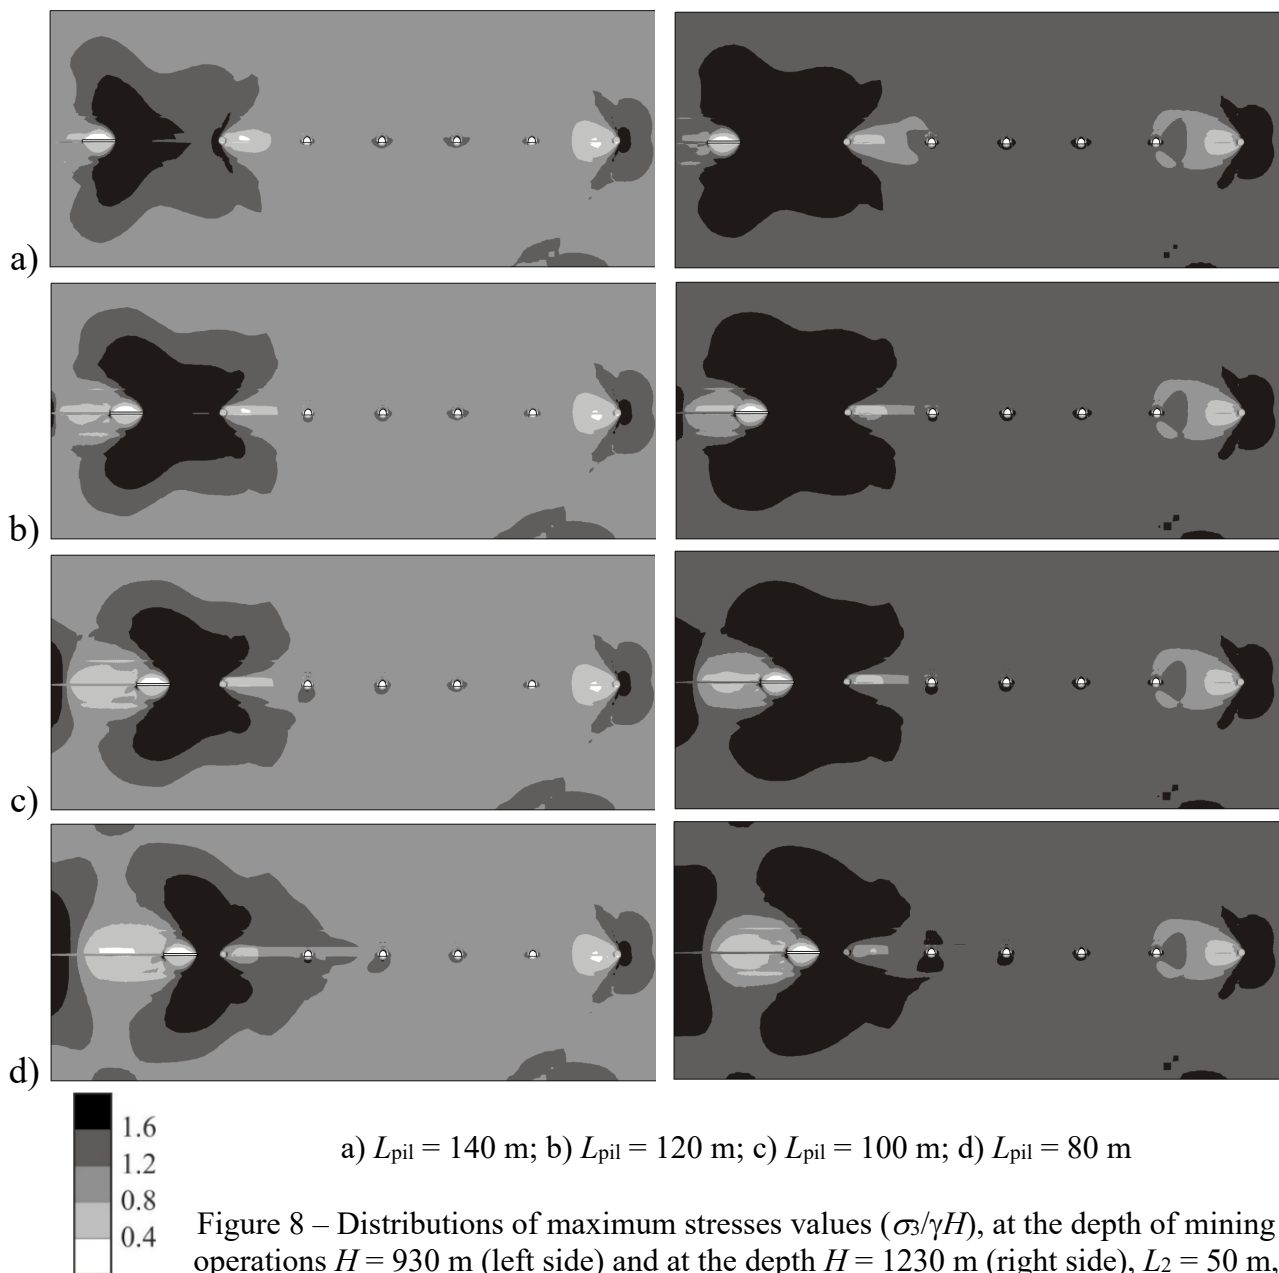 a)
b)
c)
d)
1.6
1.2
0.8
0.4
a) Lpil = 140 m; b) Lpil = 120 m; c) Lpil = 100 m; d) Lpil = 80 m
Figure 8 – Distributions of maximum stresses values (σ3/γH), at the depth of mining
operations H = 930 m (left side) and at the depth H = 1230 m (right side), L2 = 50 m,